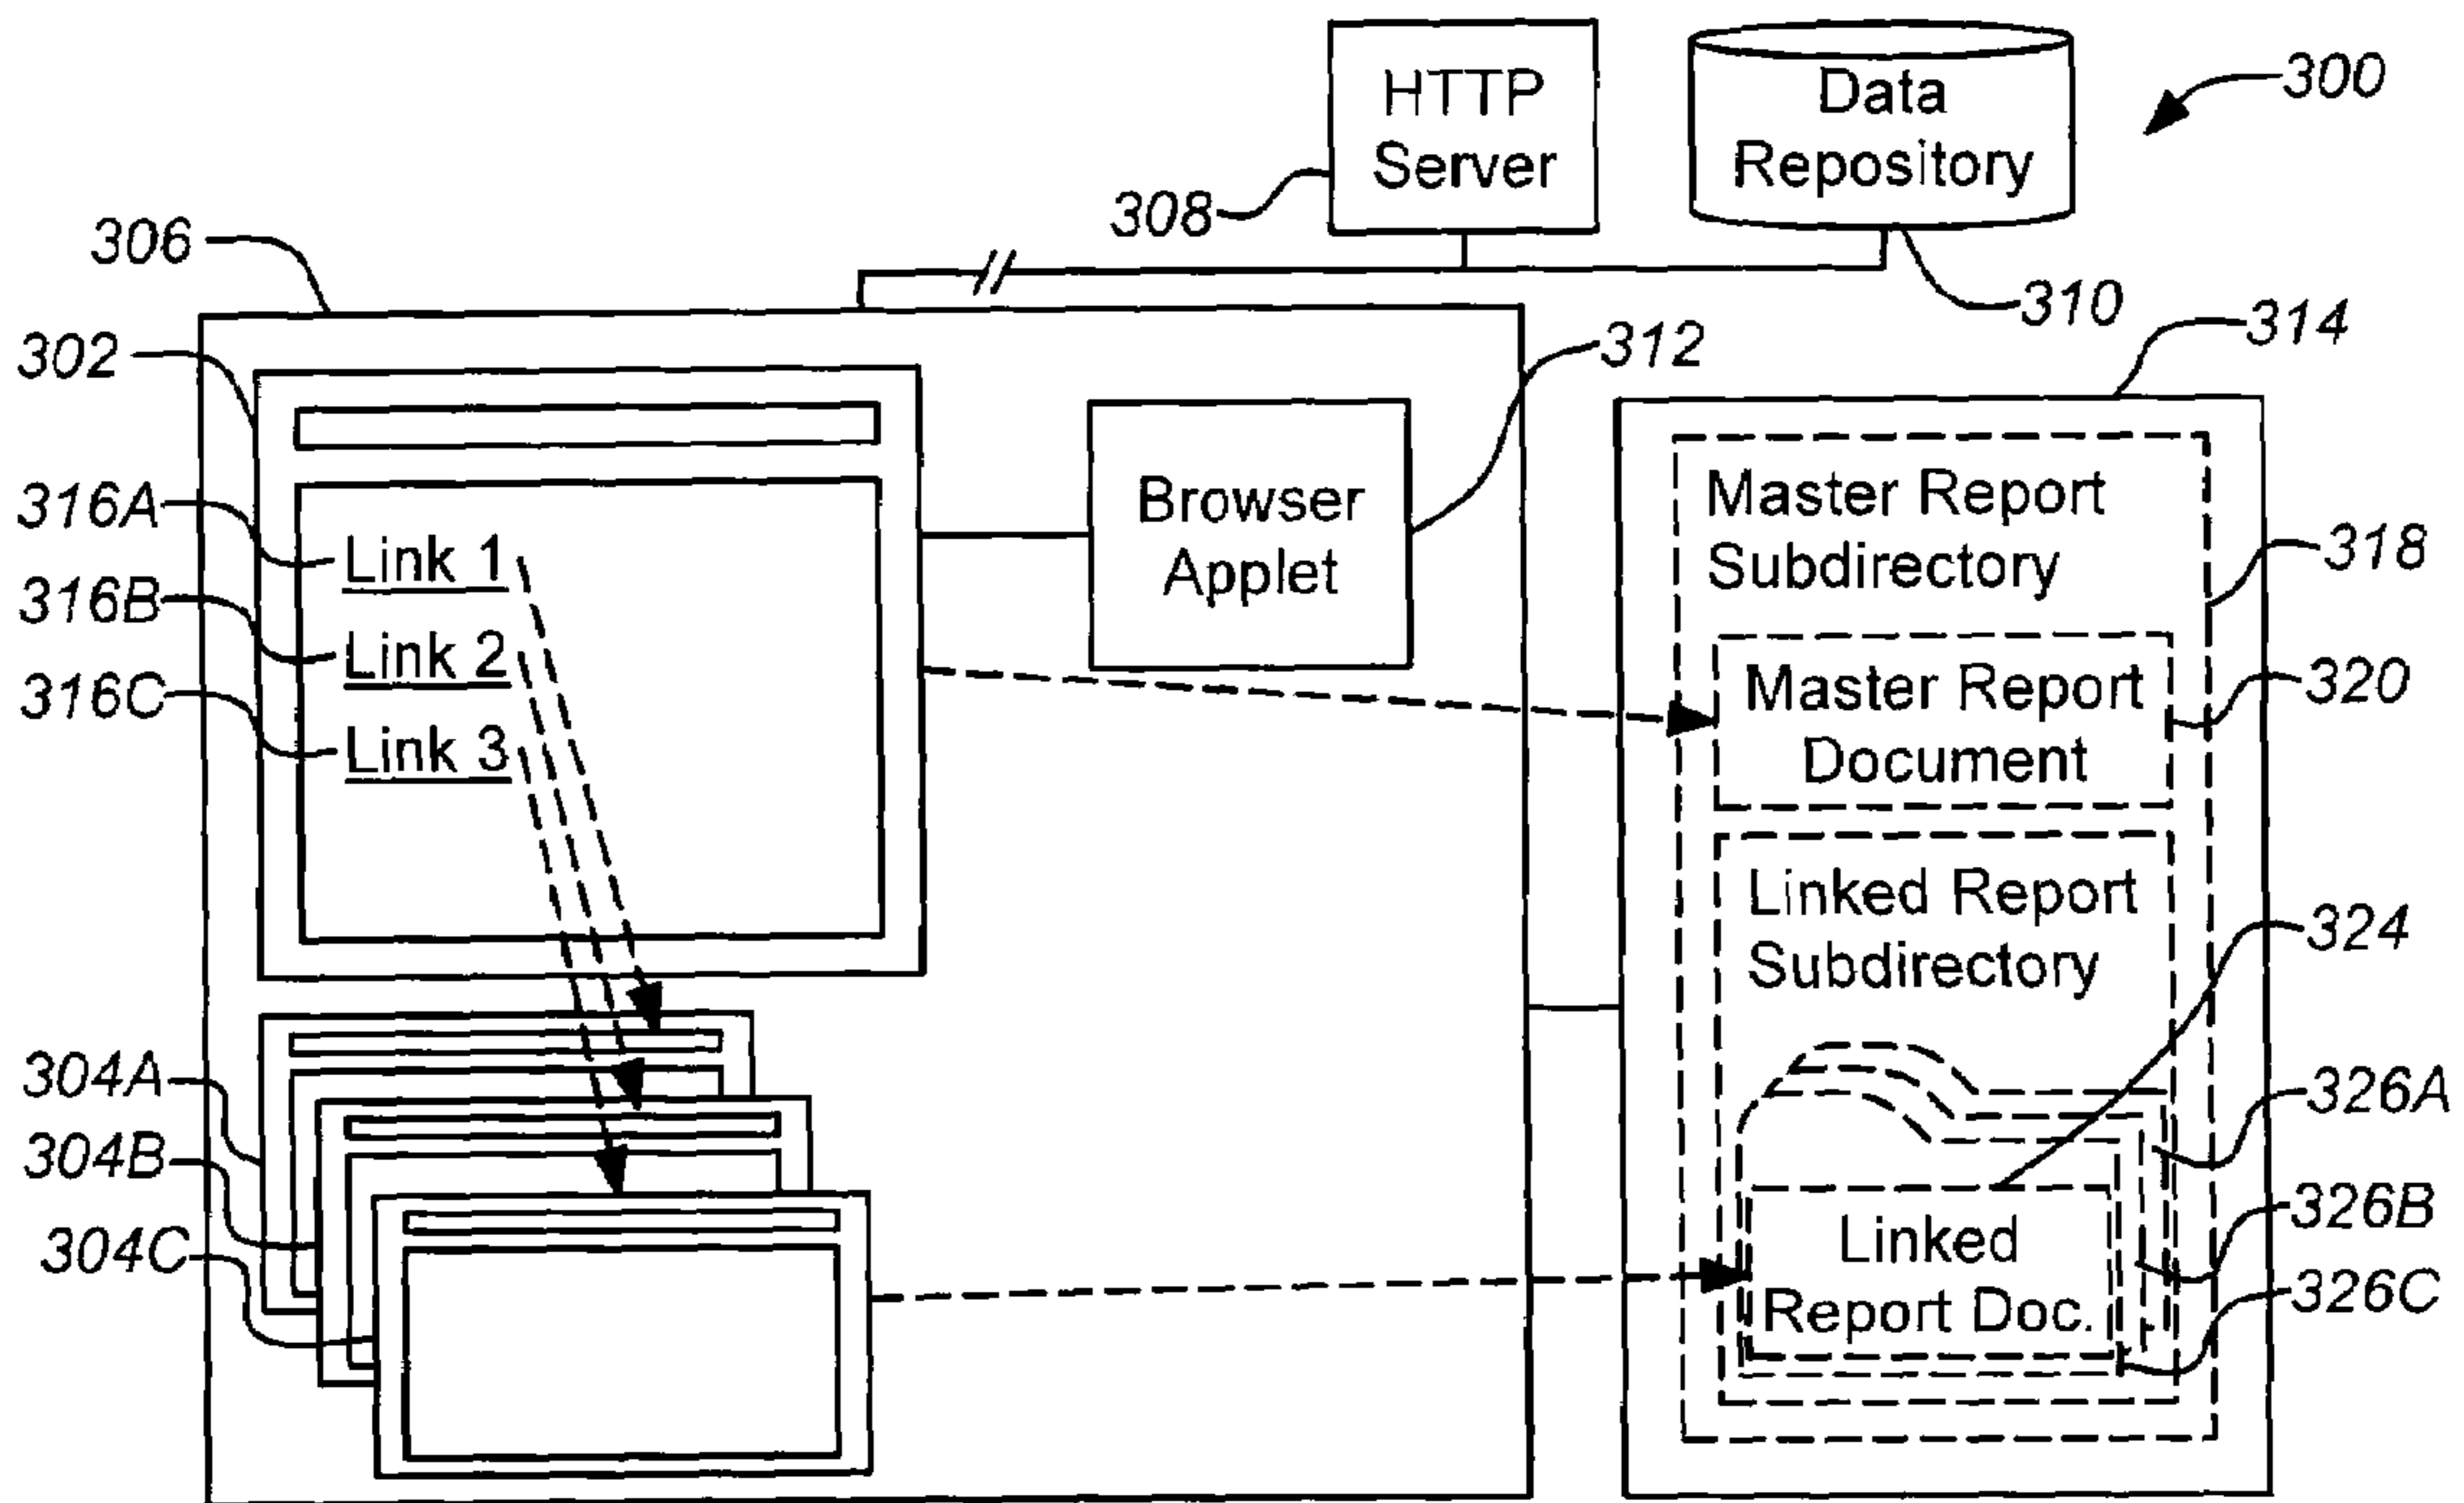 HTTP
Server
Data
Repository
300
308
306
310
314
302
312
316A
Link 1
316B
Link 2
316C
Link 3
Browser
Applet
Master Report
Subdirectory
318
Master Report
Document
320
Linked Report
Subdirectory
324
304A
304B
304C
326A
326B
326C
Linked
Report Doc.